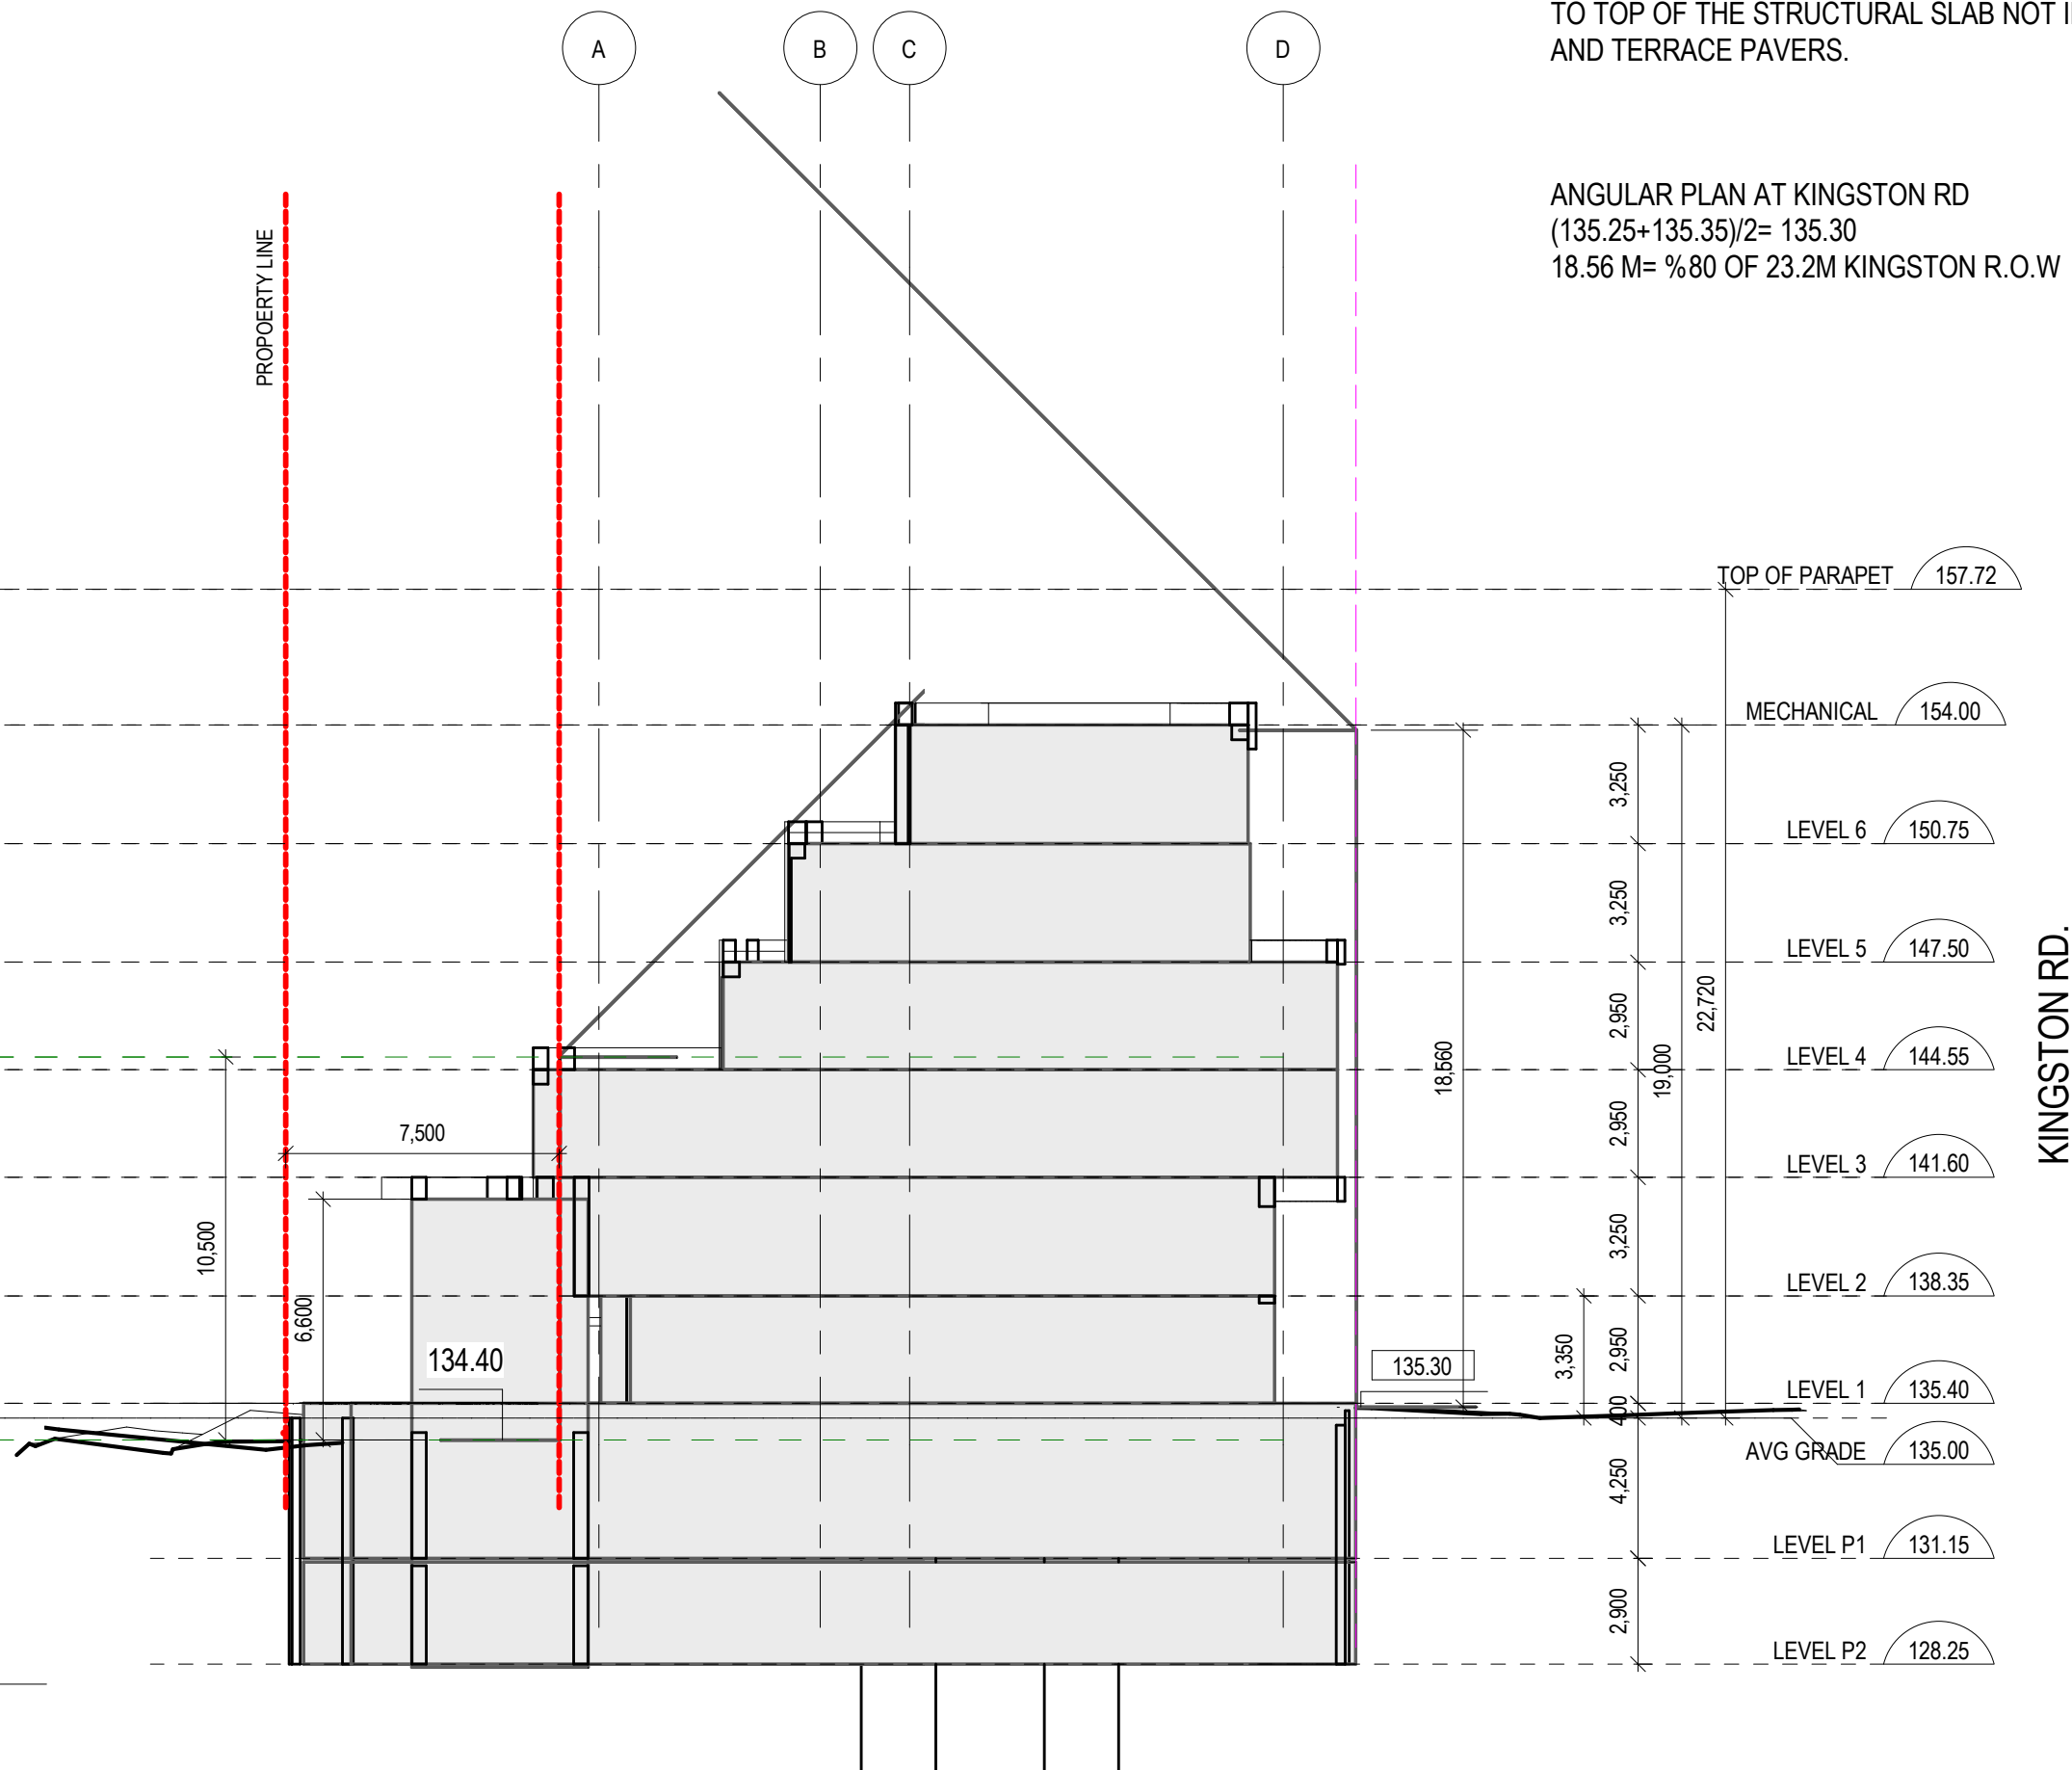 TO TOP OF THE STRUCTURAL SLAB NOT
AND TERRACE PAVERS.
A
B
C
D
ANGULAR PLAN AT KINGSTON RD
(135.25+135.35)/2= 135.30
18.56 M= %80 OF 23.2M KINGSTON R.O.W
PROPOERTY LINE
TOP OF PARAPET 157.72
MECHANICAL 154.00
3,250
LEVEL 6 150.75
3,250
LEVEL 5 147.50
2,950
22,720
LEVEL 4 144.55
18,560
19,000
2,950
7,500
LEVEL 3 141.60
10,500
3,250
6,600
LEVEL 2 138.35
134.40
135.30
3,350
2,950
LEVEL 1 135.40
400
AVG GRADE 135.00
4,250
LEVEL P1 131.15
2,900
LEVEL P2 128.25
KINGSTON RD.